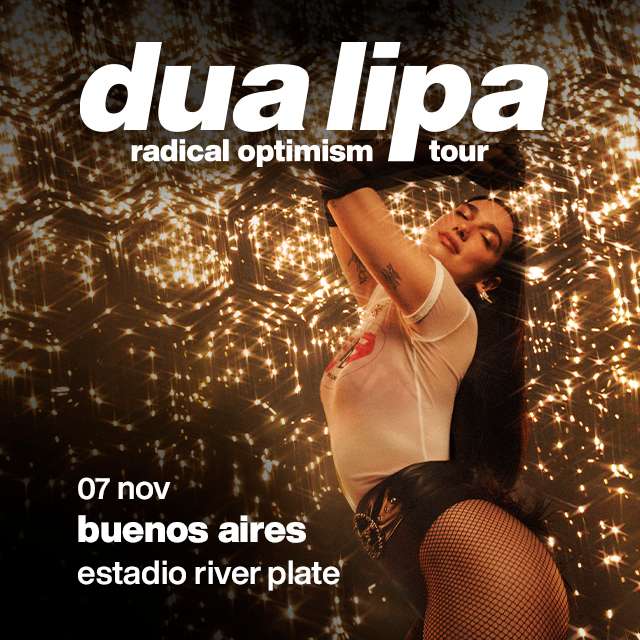 dua lipa
radical optimism tour
07 nov
buenos aires
estadio river plate